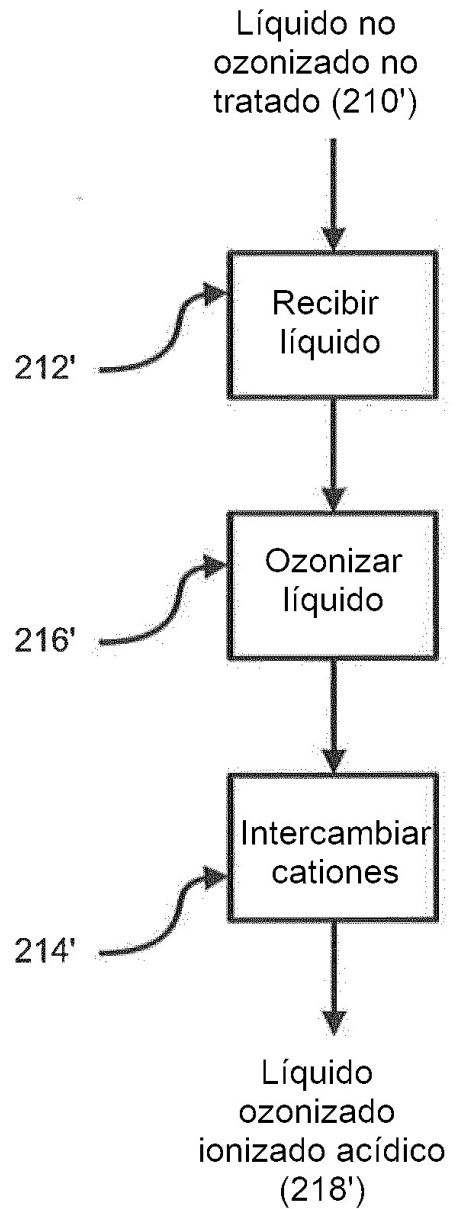 Líquido no
ozonizado no
tratado (210')
Recibir
líquido
212'
Ozonizar
líquido
216'
Intercambiar
cationes
214'
Líquido
ozonizado
ionizado acídico
(218')